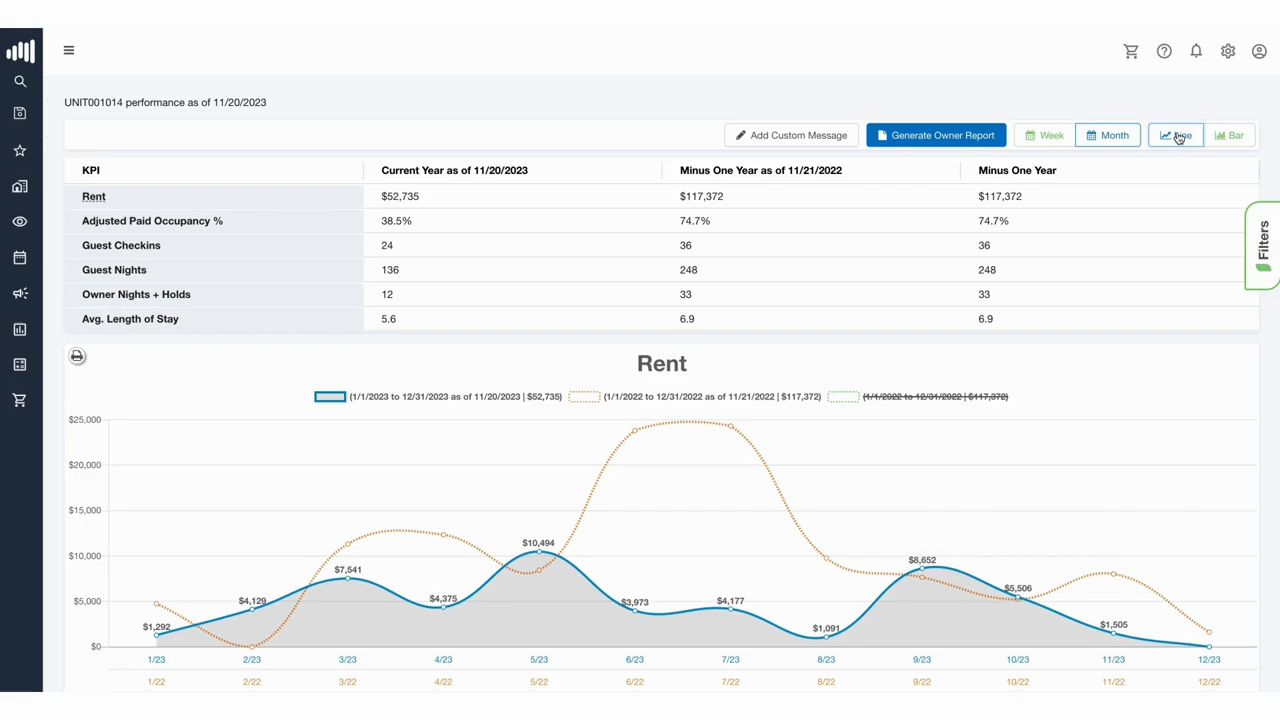 UNIT001014 performance as of 11/20/2023
Add Custom Message Generate Owner Report Week Month Bar
KPI Current Year as of 11/20/2023 Minus One Year as of 11/21/2022 Minus One Year
Rent $52,735 $117,372 $117,372
Adjusted Paid Occupancy % 38.5% 74.7% 74.7%
Guest Checkins 24 36 36
Guest Nights 136 248 248
Owner Nights + Holds 12 33 33
Avg. Length of Stay 5.6 6.9 6.9
Filters
Rent
(1/1/2023 to 12/31/2023 as of 11/20/2023 | $52,735) (1/1/2022 to 12/31/2022 as of 11/21/2022 | $117,372) (1/1/2022 to 12/31/2022 | $117,372)
$25,000
$20,000
$15,000
$10,000
$5,000
$0
$1,292 $4,129 $7,541 $4,375 $10,494 $3,973 $4,177 $1,091 $8,652 $5,506 $1,505
1/23 2/23 3/23 4/23 5/23 6/23 7/23 8/23 9/23 10/23 11/23 12/23
1/22 2/22 3/22 4/22 5/22 6/22 7/22 8/22 9/22 10/22 11/22 12/22